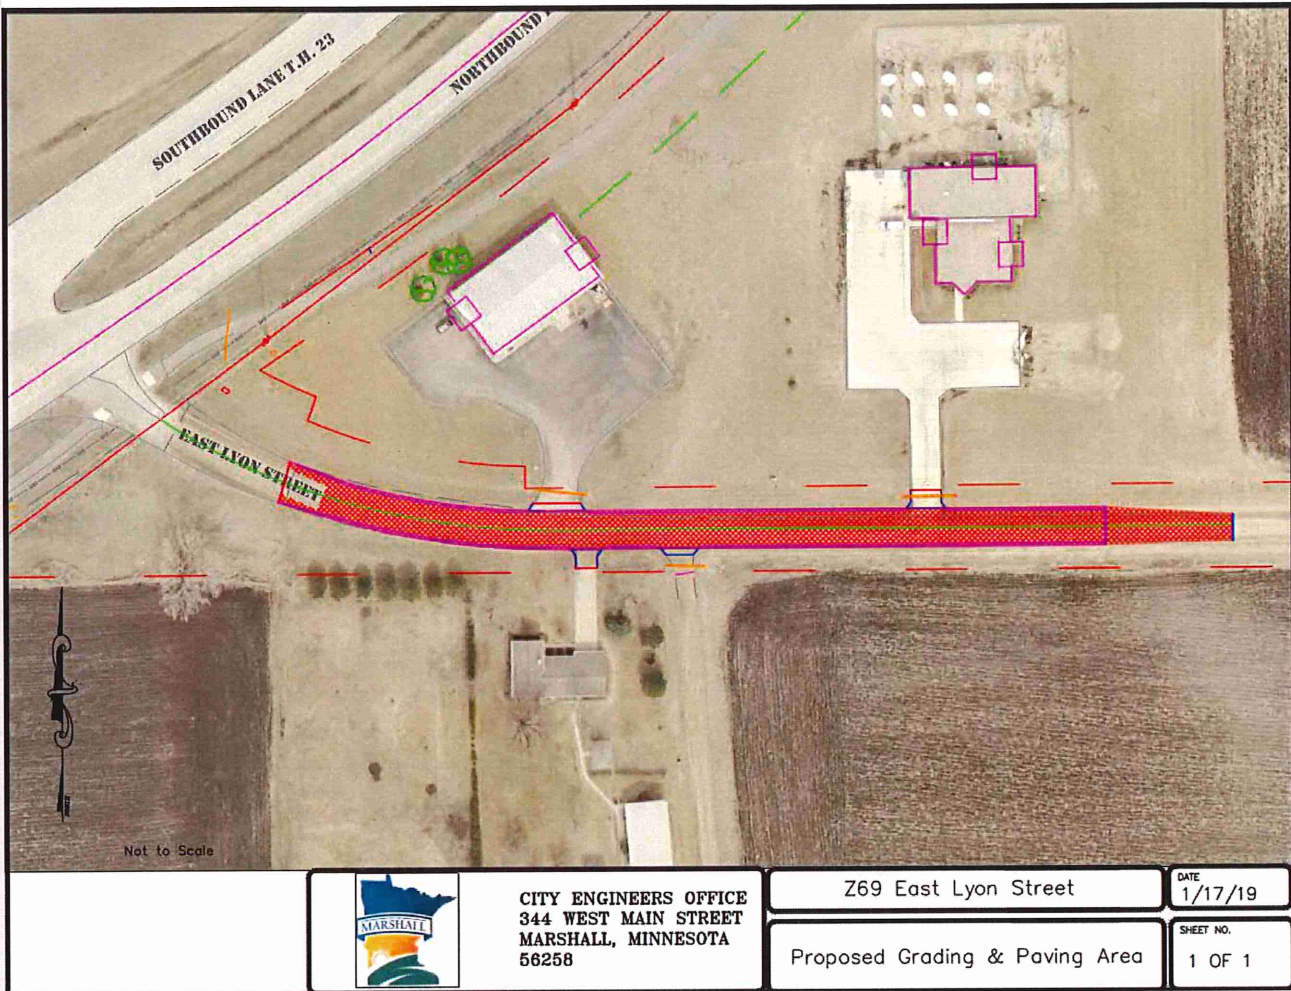 SOUTHBOUND LANE T.H. 23
NORTHBOUND
EAST LYON STREET
Not to Scale
MARSHALL
CITY ENGINEERS OFFICE
344 WEST MAIN STREET
MARSHALL, MINNESOTA
56258
Z69 East Lyon Street
Proposed Grading & Paving Area
DATE
1/17/19
SHEET NO.
1 OF 1